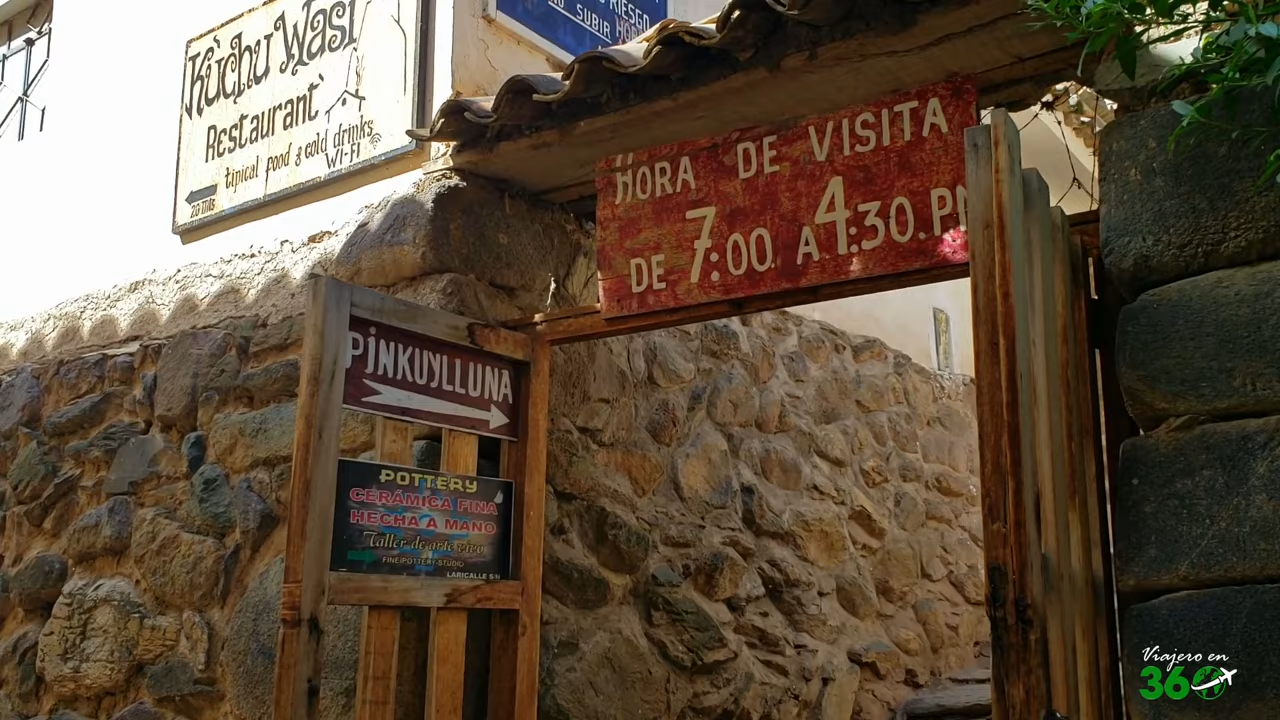 Kuchu Wasi
Restaurant
tipical food & cold drinks
WI-FI
20 mts
RIESGO
NO SUBIR
HORA DE VISITA
DE 7:00 A 4:30 PM
PINKUYLLUNA
POTTERY
CERÁMICA FINA
HECHA A MANO
Taller de arte vivo
FINE POTTERY-STUDIO
LARICALLE S/N
Viajero en
360